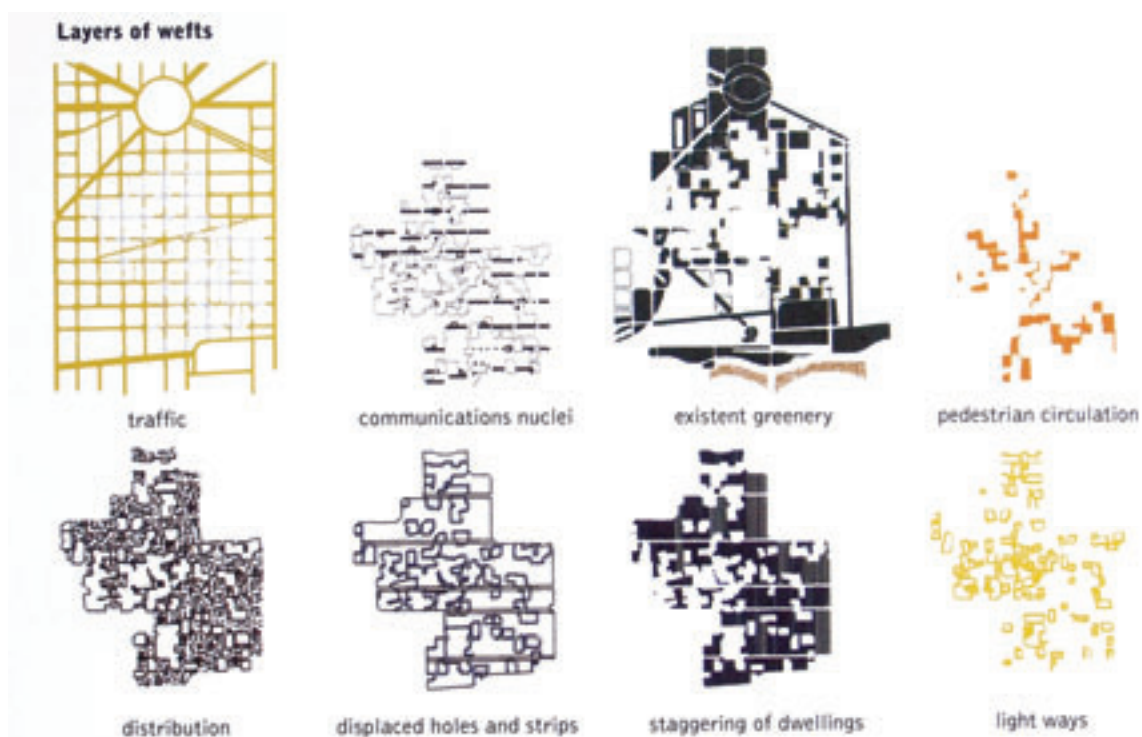 Layers of wefts
traffic
communications nuclei
existent greenery
pedestrian circulation
distribution
displaced holes and strips
staggering of dwellings
light ways